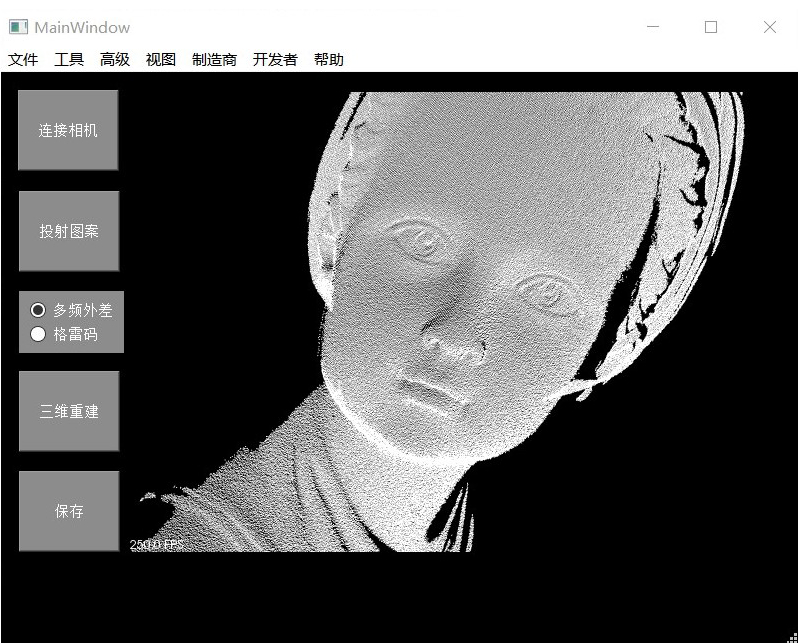 MainWindow
文件 工具 高级 视图 制造商 开发者 帮助
连接相机
投射图案
多频外差
格雷码
三维重建
保存
250.0 FPS